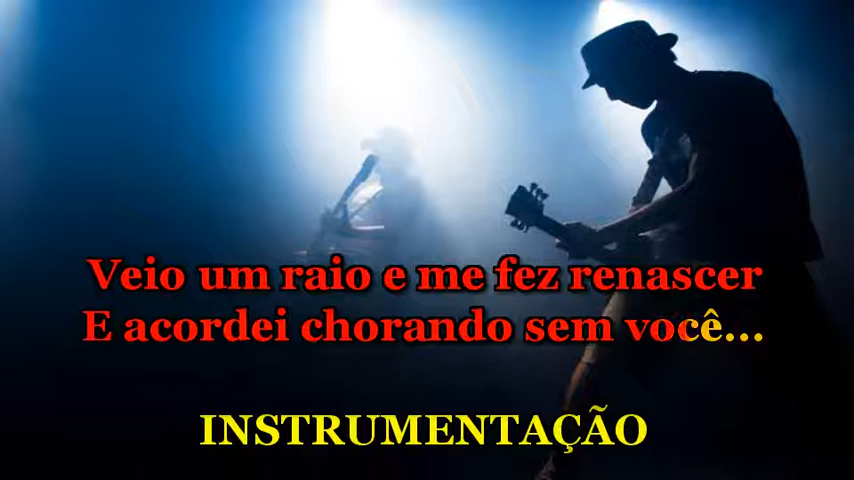 Veio um raio e me fez renascer
E acordei chorando sem você...
INSTRUMENTAÇÃO